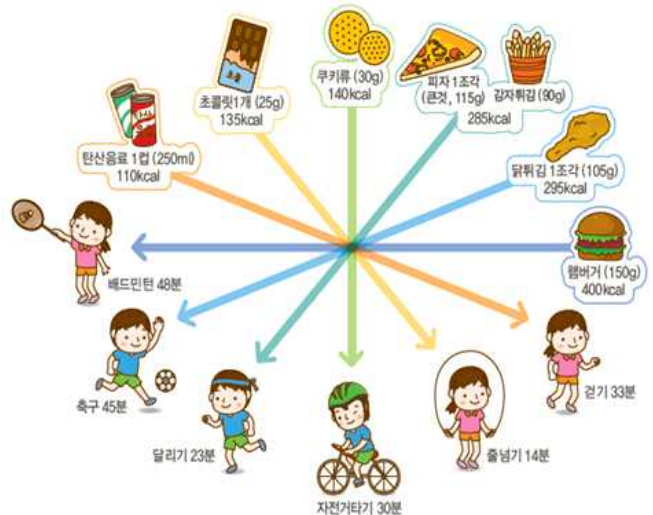 쿠키류 (30g)
140kcal
피자 1조각
(큰것, 115g)
감자튀김 (90g)
285kcal
초콜릿1개 (25g)
135kcal
탄산음료 1컵 (250ml)
110kcal
닭튀김 1조각 (105g)
295kcal
햄버거 (150g)
400kcal
배드민턴 48분
축구 45분
달리기 23분
자전거타기 30분
줄넘기 14분
걷기 33분